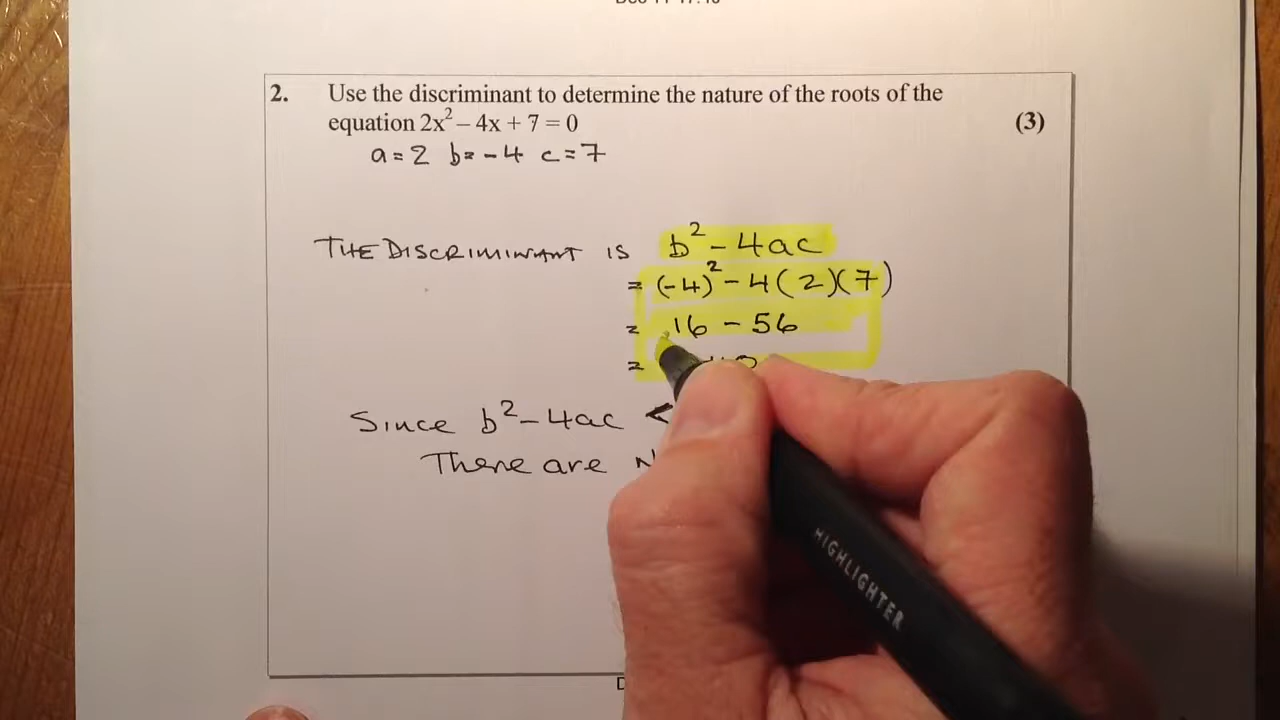 2. Use the discriminant to determine the nature of the roots of the
equation 2x² – 4x + 7 = 0 (3)
a = 2 b = -4 c = 7
THE DISCRIMINANT IS b² - 4ac
= (-4)² - 4(2)(7)
= 16 - 56
=
Since b² - 4ac <
There are
HIGHLIGHTER